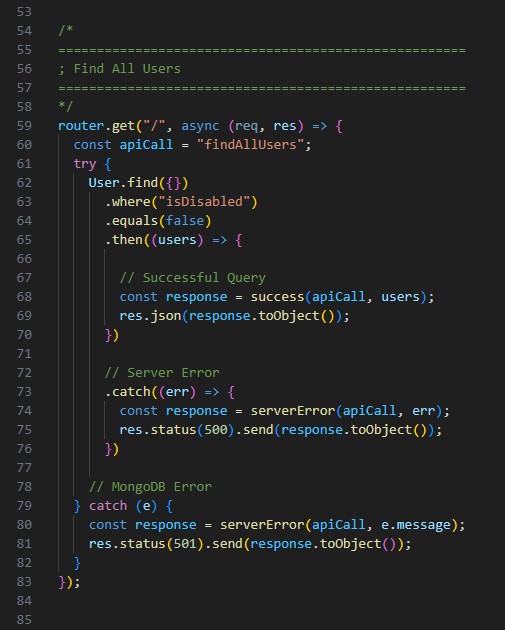 53
54 /*
55 =====================================================
56 ; Find All Users
57 =====================================================
58 */
59 router.get("/", async (req, res) => {
60   const apiCall = "findAllUsers";
61   try {
62     User.find({})
63       .where("isDisabled")
64       .equals(false)
65       .then((users) => {
66
67         // Successful Query
68         const response = success(apiCall, users);
69         res.json(response.toObject());
70       })
71
72       // Server Error
73       .catch((err) => {
74         const response = serverError(apiCall, err);
75         res.status(500).send(response.toObject());
76       })
77
78     // MongoDB Error
79   } catch (e) {
80     const response = serverError(apiCall, e.message);
81     res.status(501).send(response.toObject());
82   }
83 });
84
85